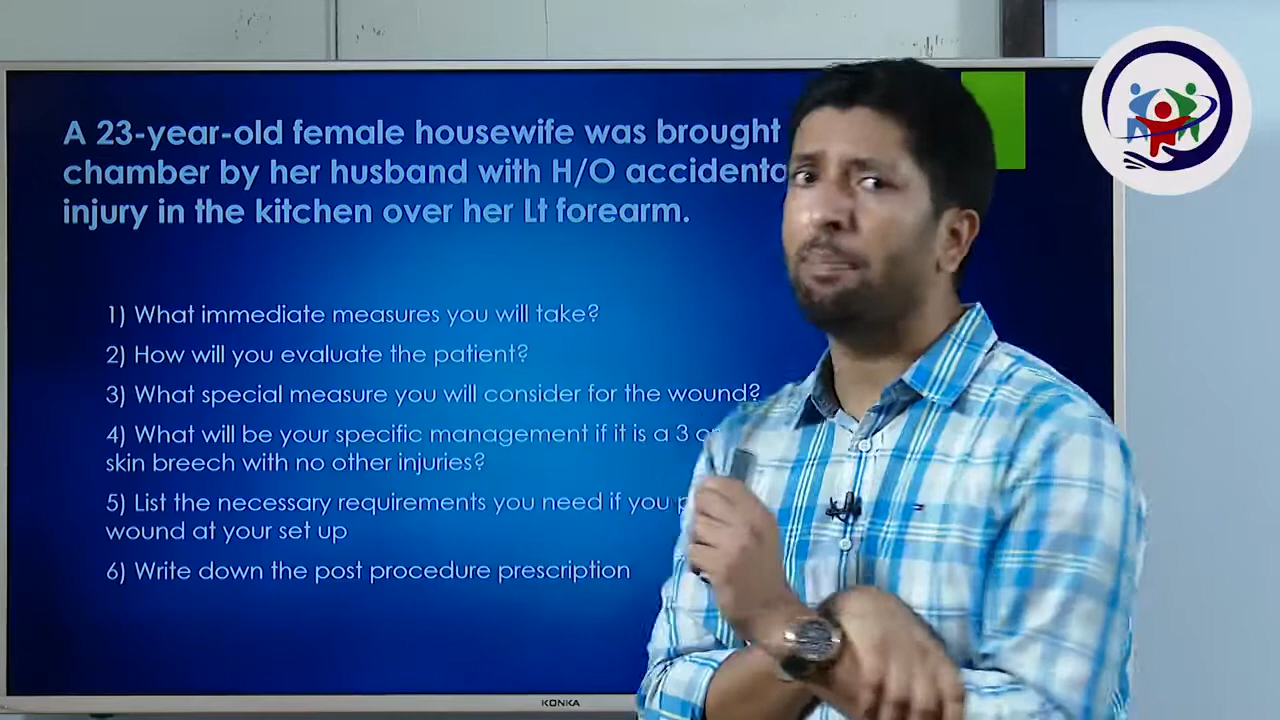 A 23-year-old female housewife was brought
chamber by her husband with H/O
injury in the kitchen over her Lt forearm.
1) What immediate measures you will take?
2) How will you evaluate the patient?
3) What special measure you will consider for the wound?
4) What will be your specific management if it is a 3
skin breech with no other injuries?
5) List the necessary requirements you need if you
wound at your set up
6) Write down the post procedure prescription
KONKA